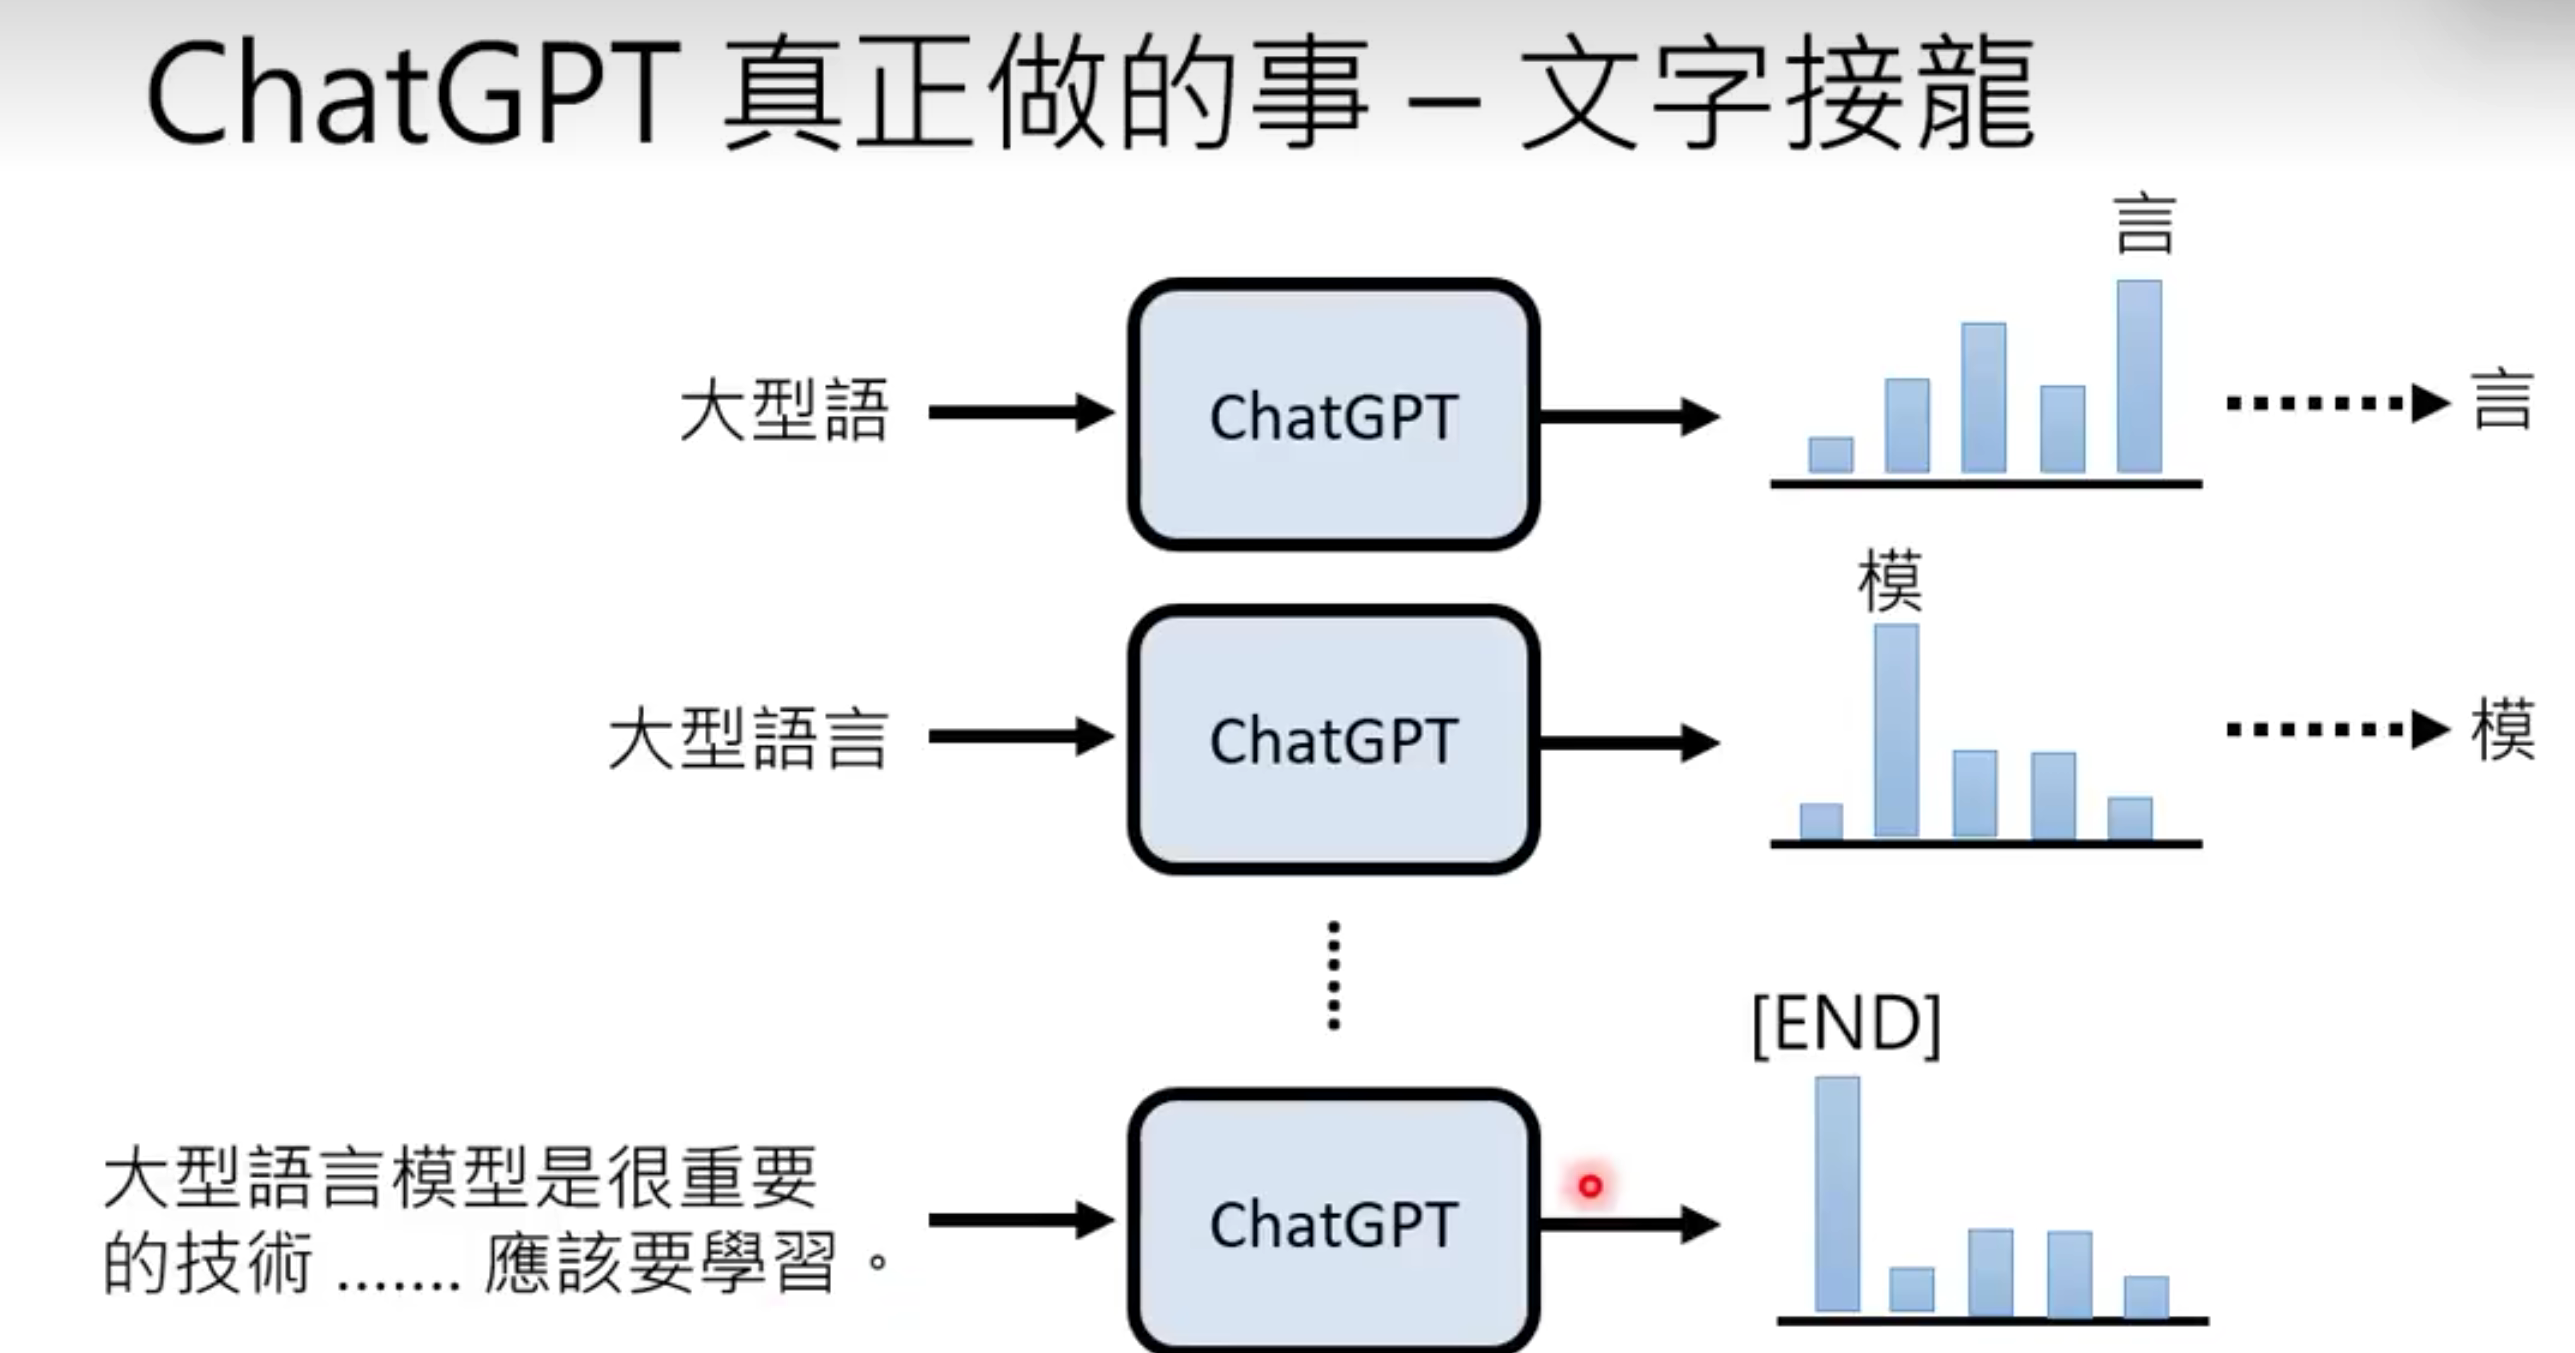 ChatGPT 真正做的事 – 文字接龍
言
大型語
ChatGPT
言
模
大型語言
ChatGPT
模
[END]
大型語言模型是很重要
的技術 ....... 應該要學習。
ChatGPT